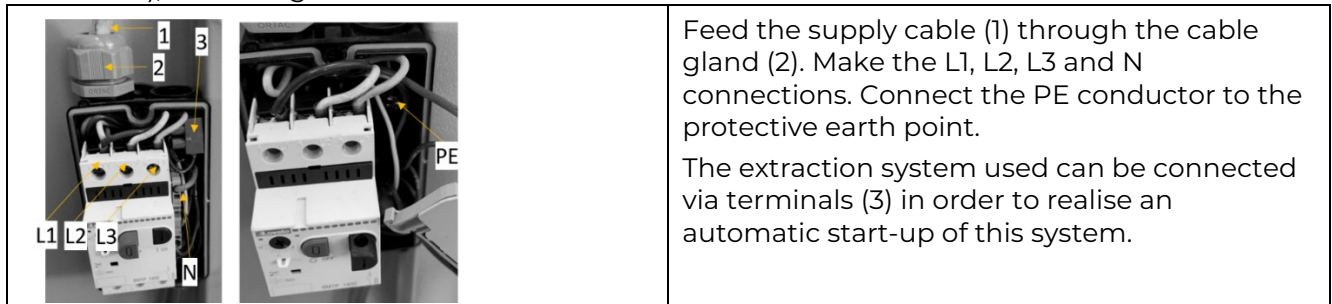 1
3
2
L1
L2
L3
N
PE
Feed the supply cable (1) through the cable
gland (2). Make the L1, L2, L3 and N
connections. Connect the PE conductor to the
protective earth point.
The extraction system used can be connected
via terminals (3) in order to realise an
automatic start-up of this system.